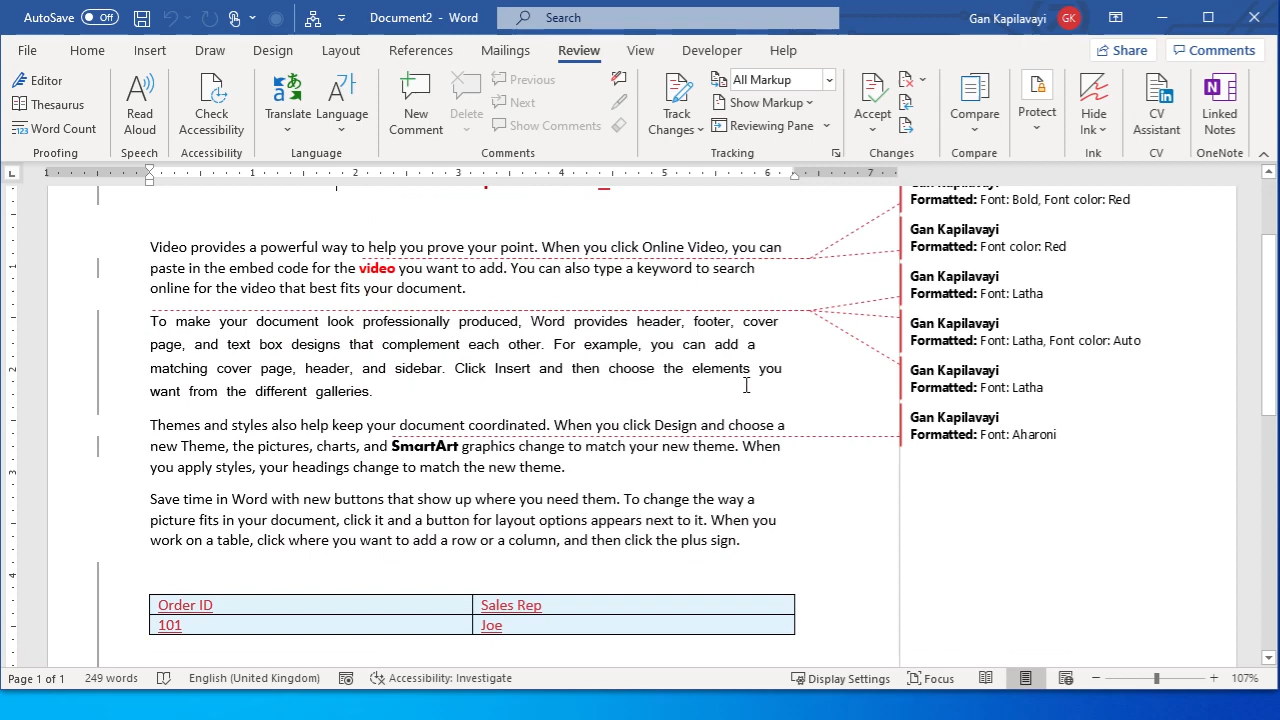 AutoSave Off Document2 - Word Search Gan Kapilavayi GK
File Home Insert Draw Design Layout References Mailings Review View Developer Help Share Comments
Editor
Thesaurus
Word Count
Proofing
Read Aloud
Speech
Check Accessibility
Accessibility
Translate
Language
Language
New Comment
Delete
Previous
Next
Show Comments
Comments
Track Changes
All Markup
Show Markup
Reviewing Pane
Tracking
Accept
Changes
Compare
Compare
Protect
Hide Ink
Ink
CV Assistant
CV
Linked Notes
OneNote
1 1 2 3 4 5 6 7
Video provides a powerful way to help you prove your point. When you click Online Video, you can
paste in the embed code for the video you want to add. You can also type a keyword to search
online for the video that best fits your document.
To make your document look professionally produced, Word provides header, footer, cover
page, and text box designs that complement each other. For example, you can add a
matching cover page, header, and sidebar. Click Insert and then choose the elements you
want from the different galleries.
Themes and styles also help keep your document coordinated. When you click Design and choose a
new Theme, the pictures, charts, and SmartArt graphics change to match your new theme. When
you apply styles, your headings change to match the new theme.
Save time in Word with new buttons that show up where you need them. To change the way a
picture fits in your document, click it and a button for layout options appears next to it. When you
work on a table, click where you want to add a row or a column, and then click the plus sign.
Order ID Sales Rep
101 Joe
Gan Kapilavayi
Formatted: Font: Bold, Font color: Red
Gan Kapilavayi
Formatted: Font color: Red
Gan Kapilavayi
Formatted: Font: Latha
Gan Kapilavayi
Formatted: Font: Latha, Font color: Auto
Gan Kapilavayi
Formatted: Font: Latha
Gan Kapilavayi
Formatted: Font: Aharoni
1
2
3
4
Page 1 of 1 249 words English (United Kingdom) Accessibility: Investigate Display Settings Focus 107%